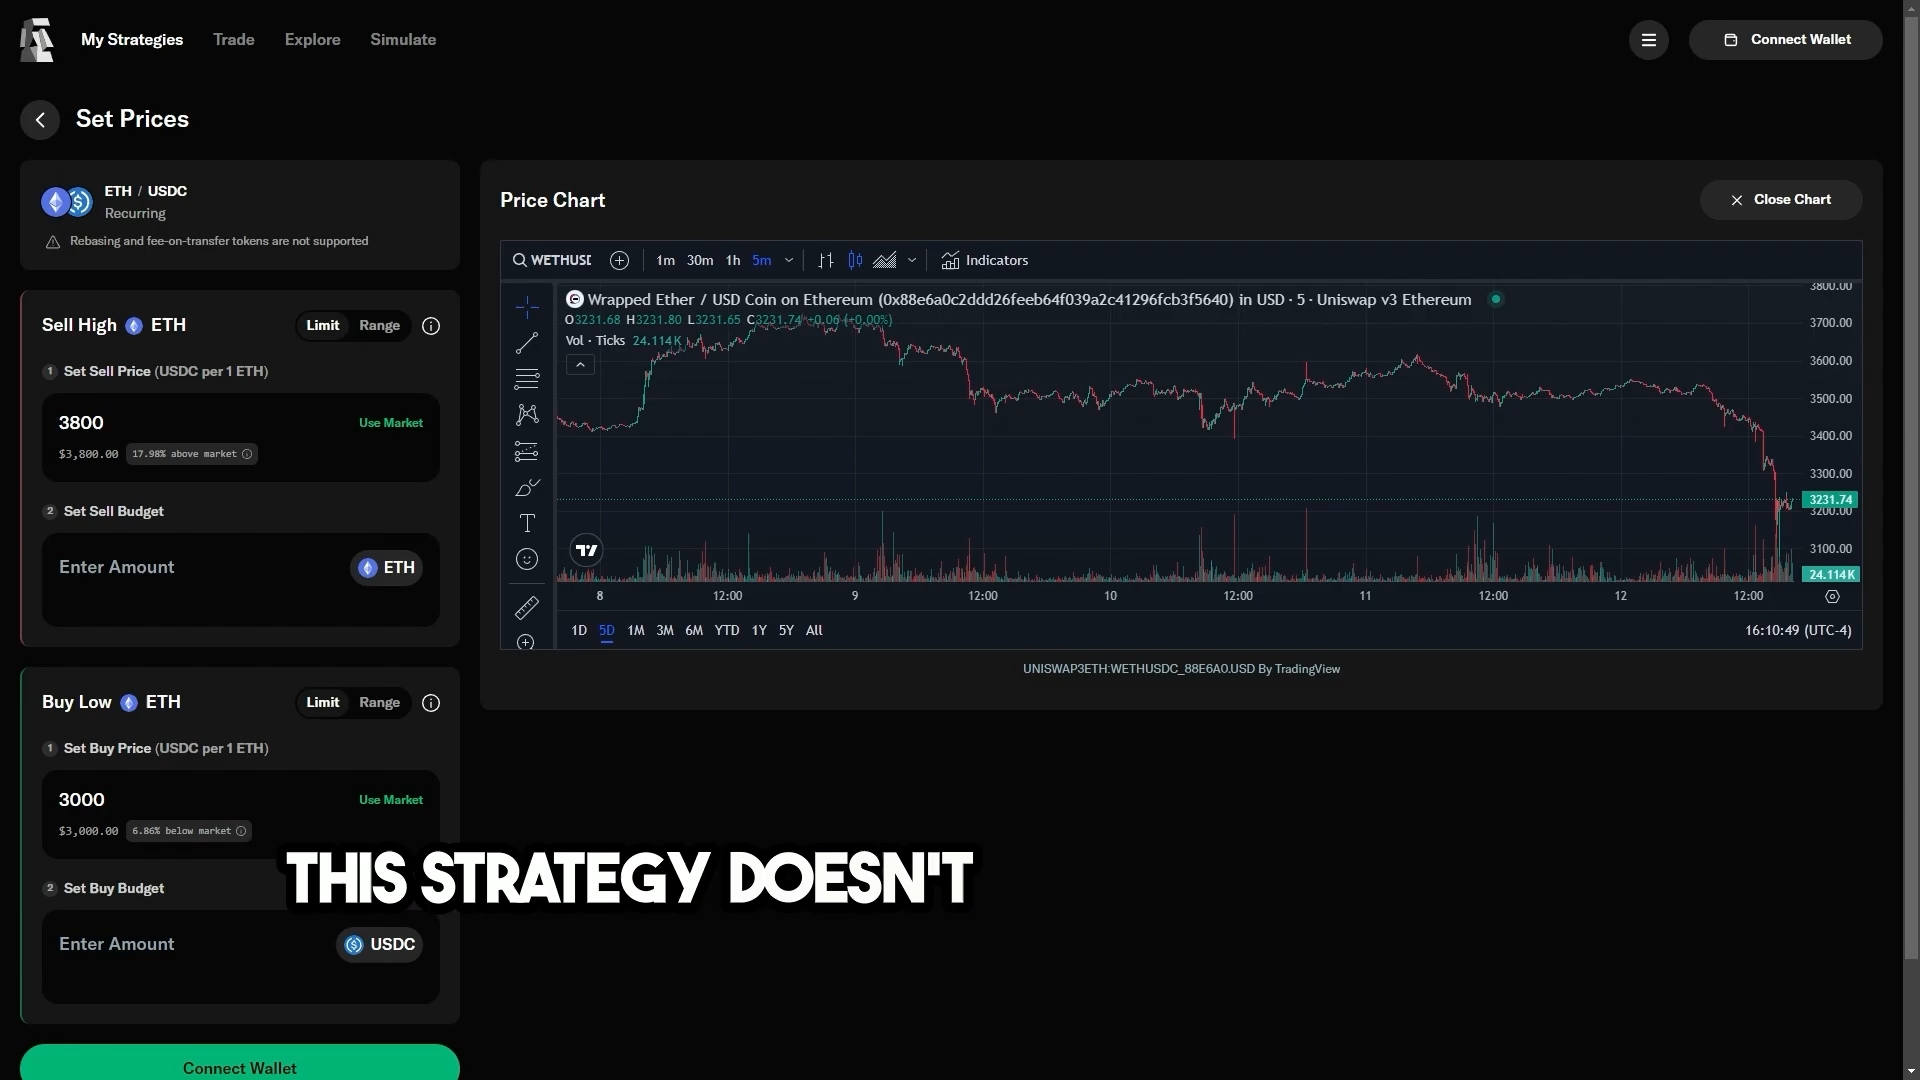 My Strategies
Trade
Explore
Simulate
Connect Wallet
Set Prices
ETH / USDC
Recurring
Rebasing and fee-on-transfer tokens are not supported
Sell High ETH
Limit
Range
1 Set Sell Price (USDC per 1 ETH)
3800
Use Market
$3,800.00
17.98% above market
2 Set Sell Budget
Enter Amount
ETH
Buy Low ETH
Limit
Range
1 Set Buy Price (USDC per 1 ETH)
3000
Use Market
$3,000.00
6.86% below market
2 Set Buy Budget
Enter Amount
USDC
Connect Wallet
THIS STRATEGY DOESN'T
Price Chart
Close Chart
WETHUSD
1m 30m 1h 5m
Indicators
Wrapped Ether / USD Coin on Ethereum (0x88e6a0c2ddd26feeb64f039a2c41296fcb3f5640) in USD · 5 · Uniswap v3 Ethereum
O3231.68 H3231.80 L3231.65 C3231.74 +0.06 (+0.00%)
Vol · Ticks 24.114K
3800.00
3700.00
3600.00
3500.00
3400.00
3300.00
3231.74
3200.00
3100.00
24.114K
8 12:00 9 12:00 10 12:00 11 12:00 12 12:00
1D 5D 1M 3M 6M YTD 1Y 5Y All
16:10:49 (UTC-4)
UNISWAP3ETH:WETHUSDC_88E6A0.USD By TradingView